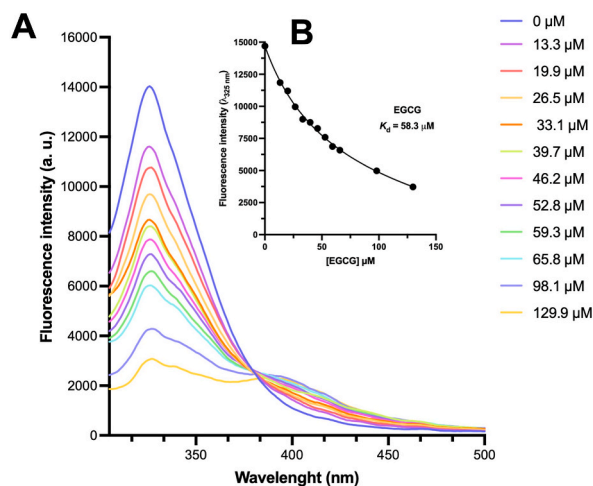 A
Fluorescence intensity (a. u.)
16000
14000
12000
10000
8000
6000
4000
2000
0
350
400
450
500
Wavelenght (nm)
B
Fluorescence intensity (λ325 nm)
15000
12500
10000
7500
5000
2500
0
0
50
100
150
[EGCG] μM
EGCG
Kd = 58.3 μM
0 μM
13.3 μM
19.9 μM
26.5 μM
33.1 μM
39.7 μM
46.2 μM
52.8 μM
59.3 μM
65.8 μM
98.1 μM
129.9 μM